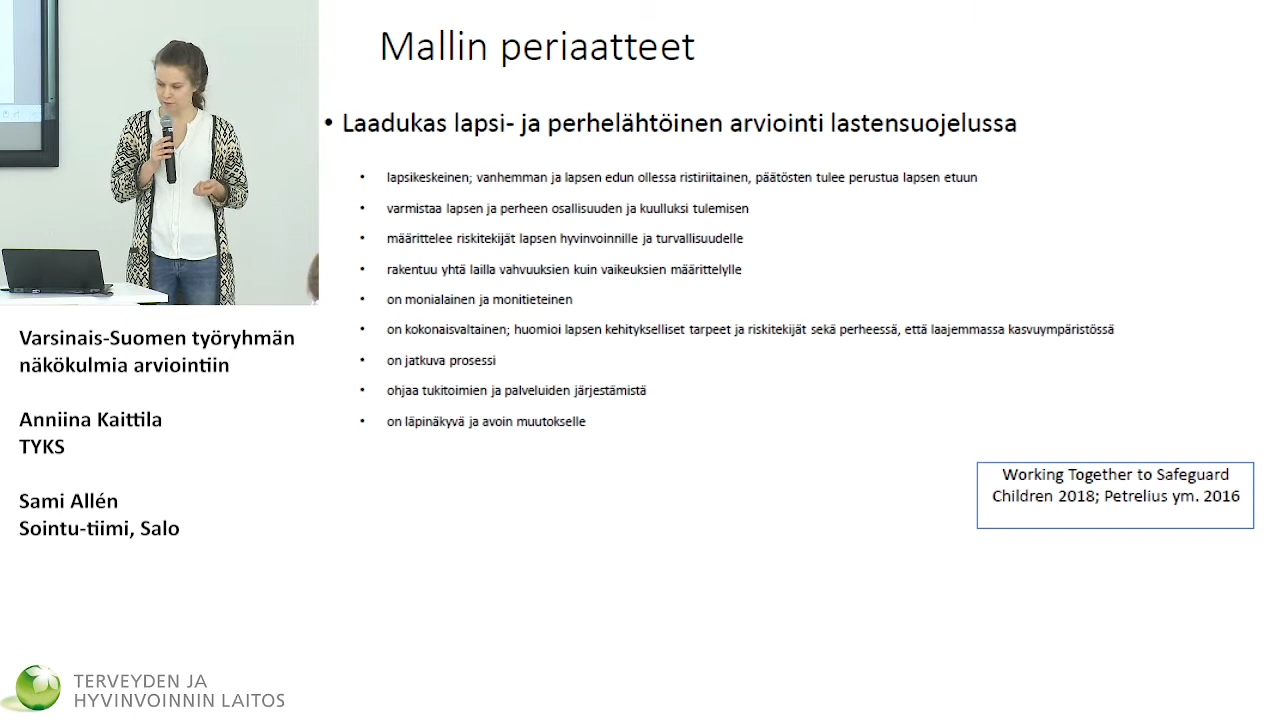 Mallin periaatteet
• Laadukas lapsi- ja perhelähtöinen arviointi lastensuojelussa
• lapsikeskeinen; vanhemman ja lapsen edun ollessa ristiriitainen, päätösten tulee perustua lapsen etuun
• varmistaa lapsen ja perheen osallisuuden ja kuulluksi tulemisen
• määrittelee riskitekijät lapsen hyvinvoinnille ja turvallisuudelle
• rakentuu yhtä lailla vahvuuksien kuin vaikeuksien määrittelylle
• on monialainen ja monitieteinen
• on kokonaisvaltainen; huomioi lapsen kehitykselliset tarpeet ja riskitekijät sekä perheessä, että laajemmassa kasvuympäristössä
• on jatkuva prosessi
• ohjaa tukitoimien ja palveluiden järjestämistä
• on läpinäkyvä ja avoin muutokselle
Working Together to Safeguard
Children 2018; Petrelius ym. 2016
Varsinais-Suomen työryhmän
näkökulmia arviointiin
Anniina Kaittila
TYKS
Sami Allén
Sointu-tiimi, Salo
TERVEYDEN JA
HYVINVOINNIN LAITOS